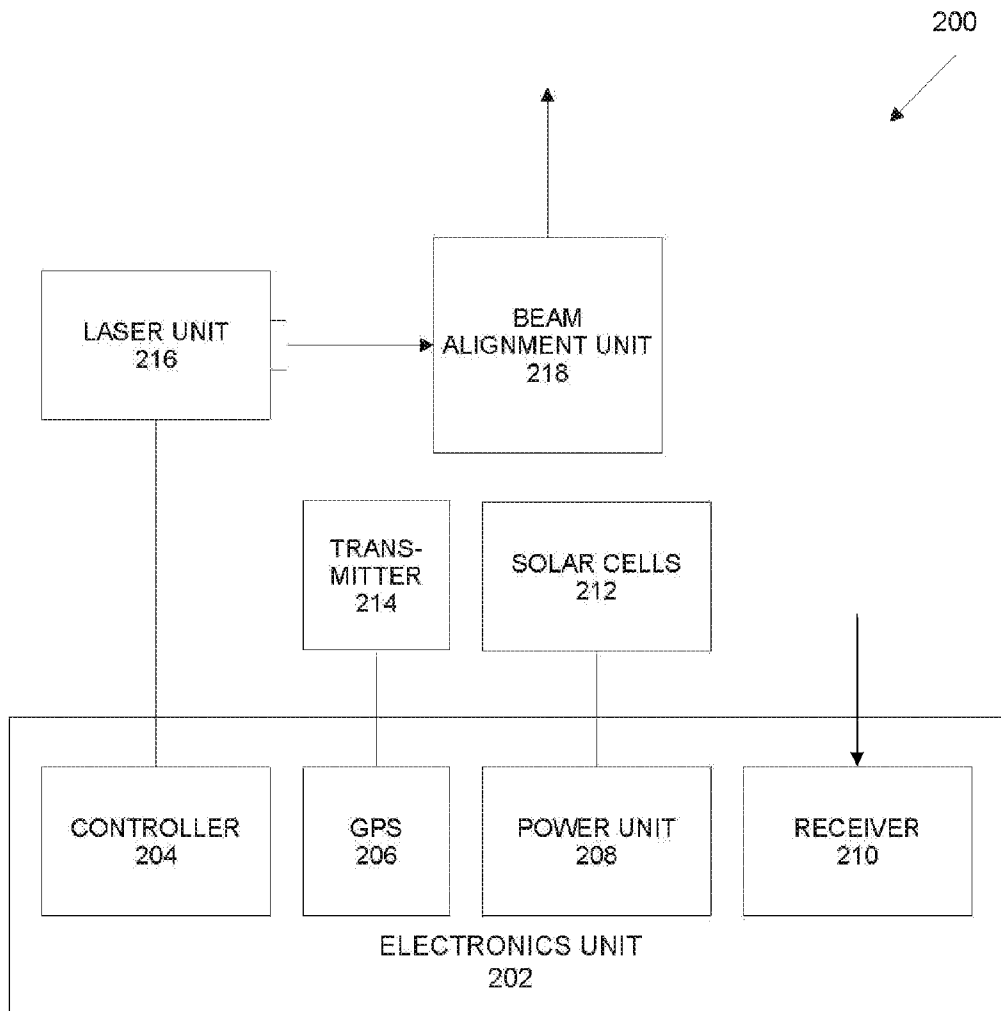 200
LASER UNIT
216
BEAM
ALIGNMENT UNIT
218
TRANS-
MITTER
214
SOLAR CELLS
212
CONTROLLER
204
GPS
206
POWER UNIT
208
RECEIVER
210
ELECTRONICS UNIT
202